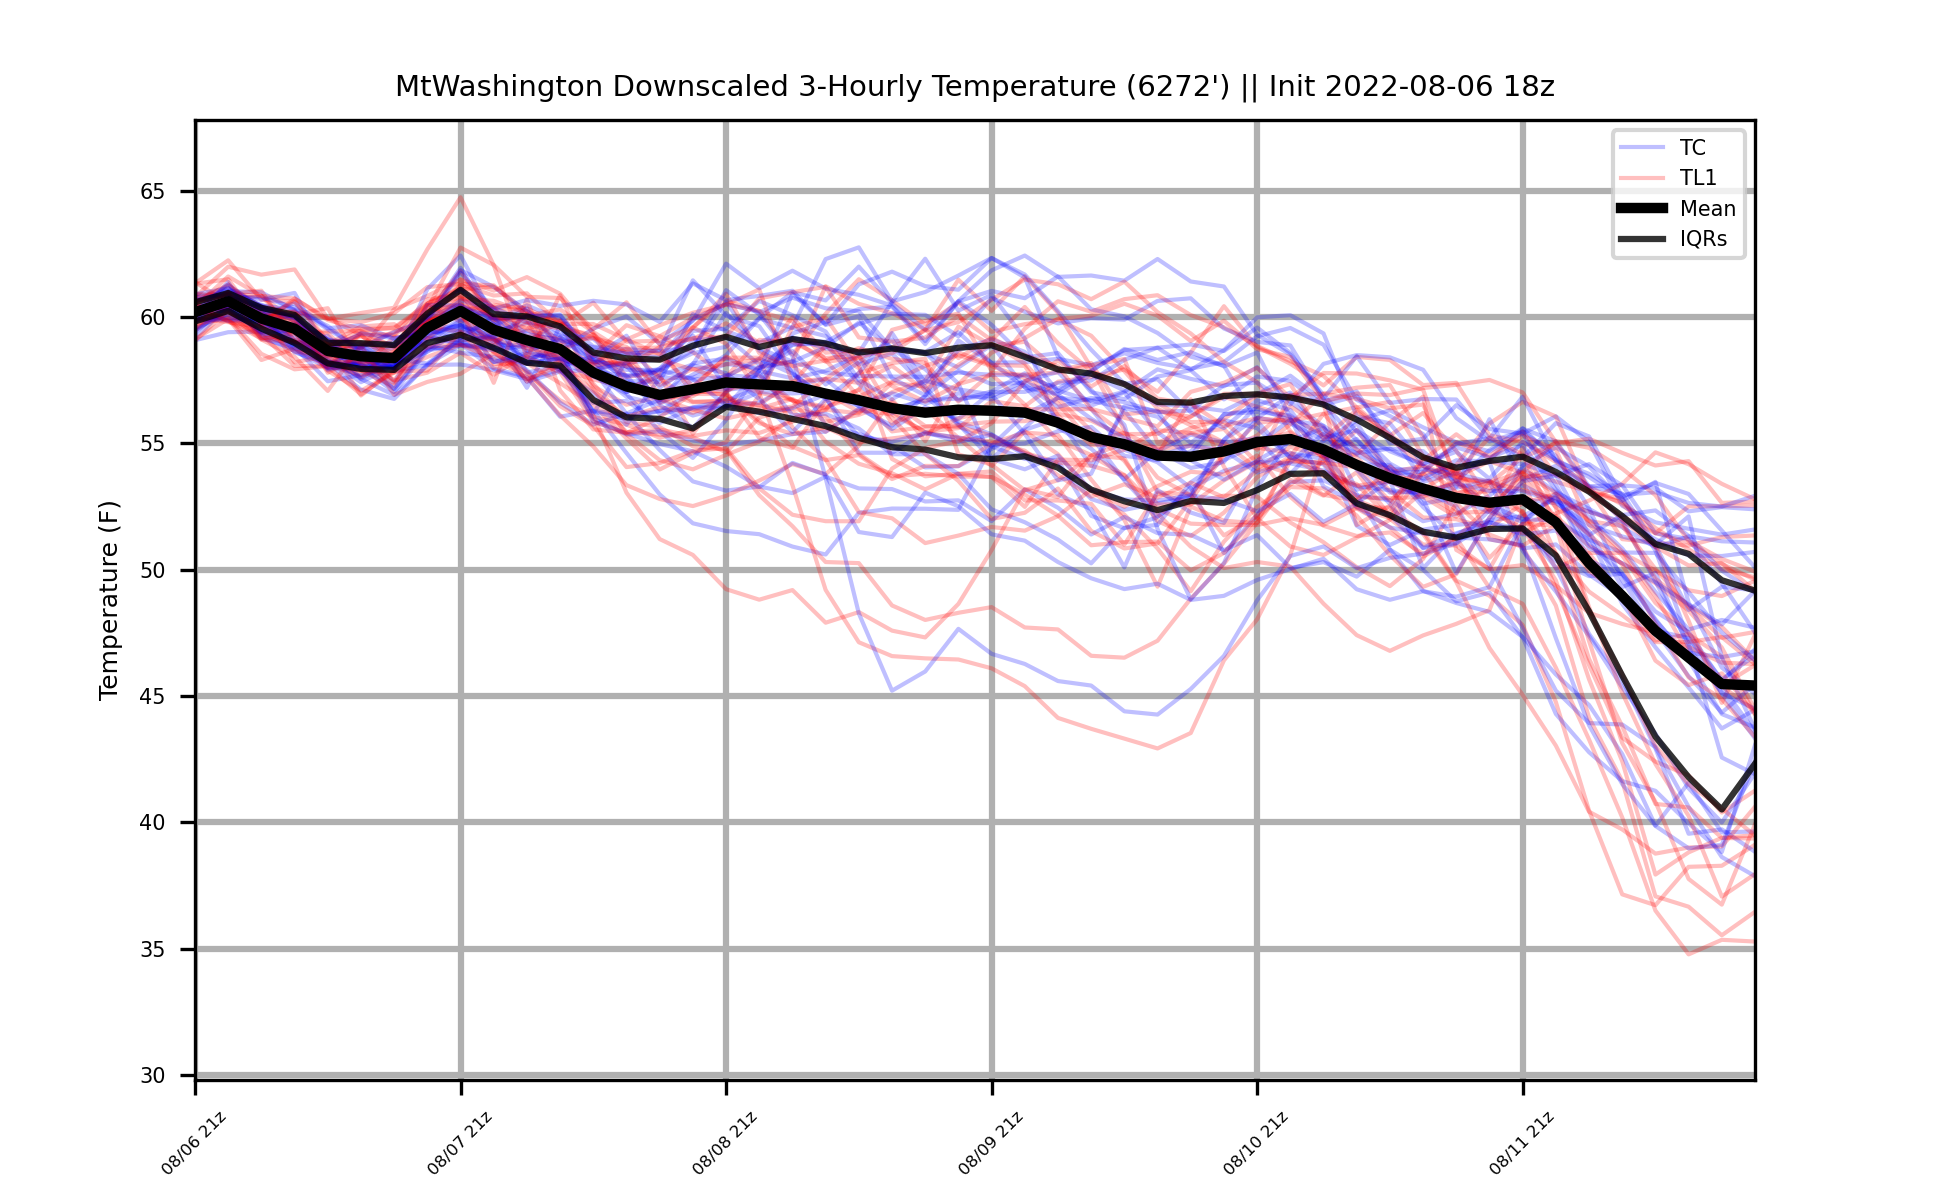 MtWashington Downscaled 3-Hourly Temperature (6272') || Init 2022-08-06 18z
TC
TL1
Mean
IQRs
Temperature (F)
65
60
55
50
45
40
35
30
08/06 21z
08/07 21z
08/08 21z
08/09 21z
08/10 21z
08/11 21z